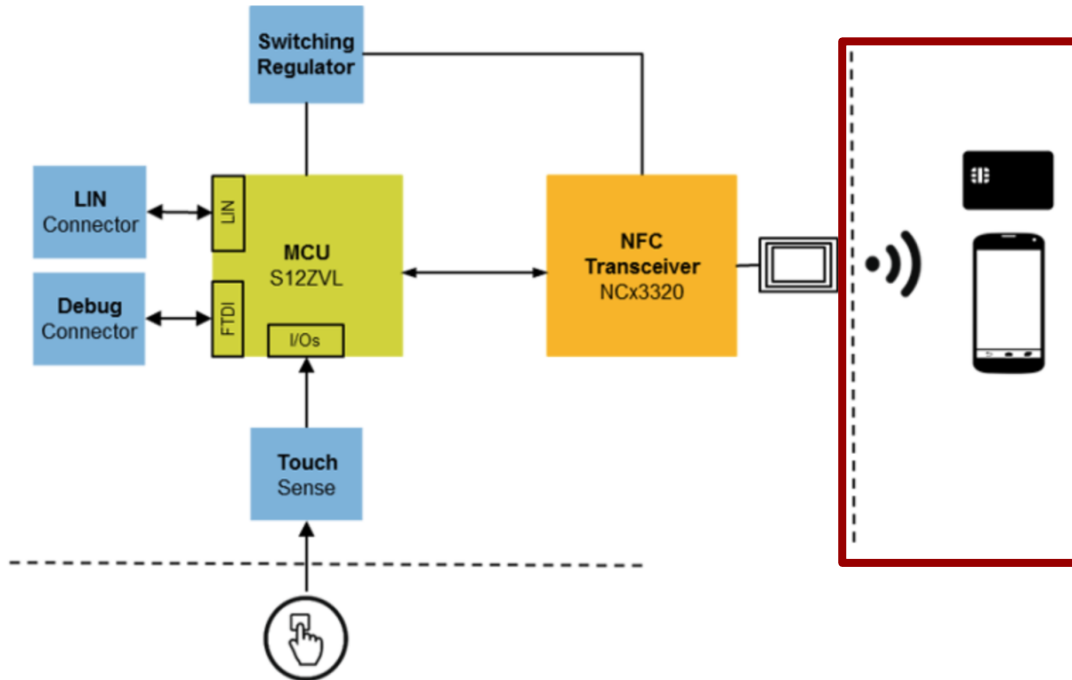 Switching
Regulator
LIN
Connector
LIN
MCU
S12ZVL
NFC
Transceiver
NCx3320
Debug
Connector
FTDI
I/Os
Touch
Sense